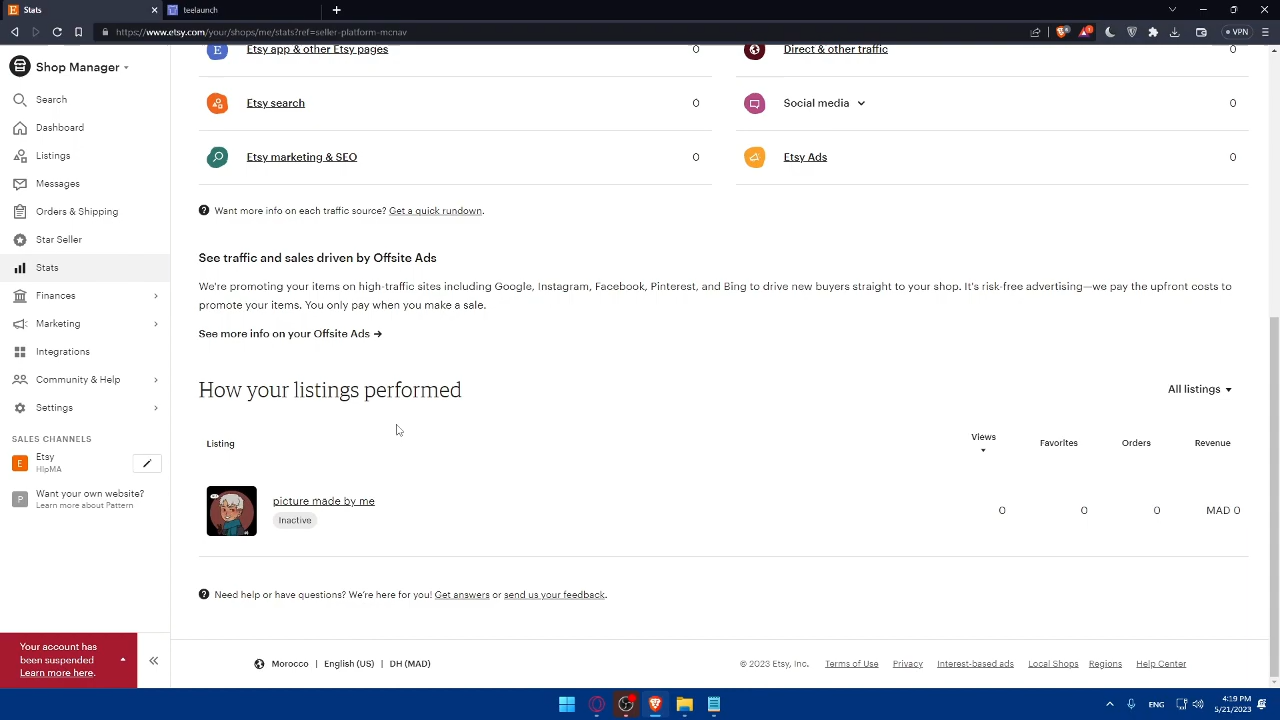 Stats
teelaunch
https://www.etsy.com/your/shops/me/stats?ref=seller-platform-mcnav
VPN
Shop Manager
Search
Dashboard
Listings
Messages
Orders & Shipping
Star Seller
Stats
Finances
Marketing
Integrations
Community & Help
Settings
SALES CHANNELS
E
Etsy
HlpMA
P
Want your own website?
Learn more about Pattern
Your account has
been suspended
Learn more here.
E Etsy app & other Etsy pages 0
Direct & other traffic 0
Etsy search 0
Social media 0
Etsy marketing & SEO 0
Etsy Ads 0
Want more info on each traffic source? Get a quick rundown.
See traffic and sales driven by Offsite Ads
We're promoting your items on high-traffic sites including Google, Instagram, Facebook, Pinterest, and Bing to drive new buyers straight to your shop. It's risk-free advertising—we pay the upfront costs to
promote your items. You only pay when you make a sale.
See more info on your Offsite Ads →
How your listings performed
All listings
Listing Views Favorites Orders Revenue
picture made by me
Inactive
0 0 0 MAD 0
Need help or have questions? We're here for you! Get answers or send us your feedback.
Morocco | English (US) | DH (MAD)
© 2023 Etsy, Inc. Terms of Use Privacy Interest-based ads Local Shops Regions Help Center
ENG
4:19 PM
5/21/2023